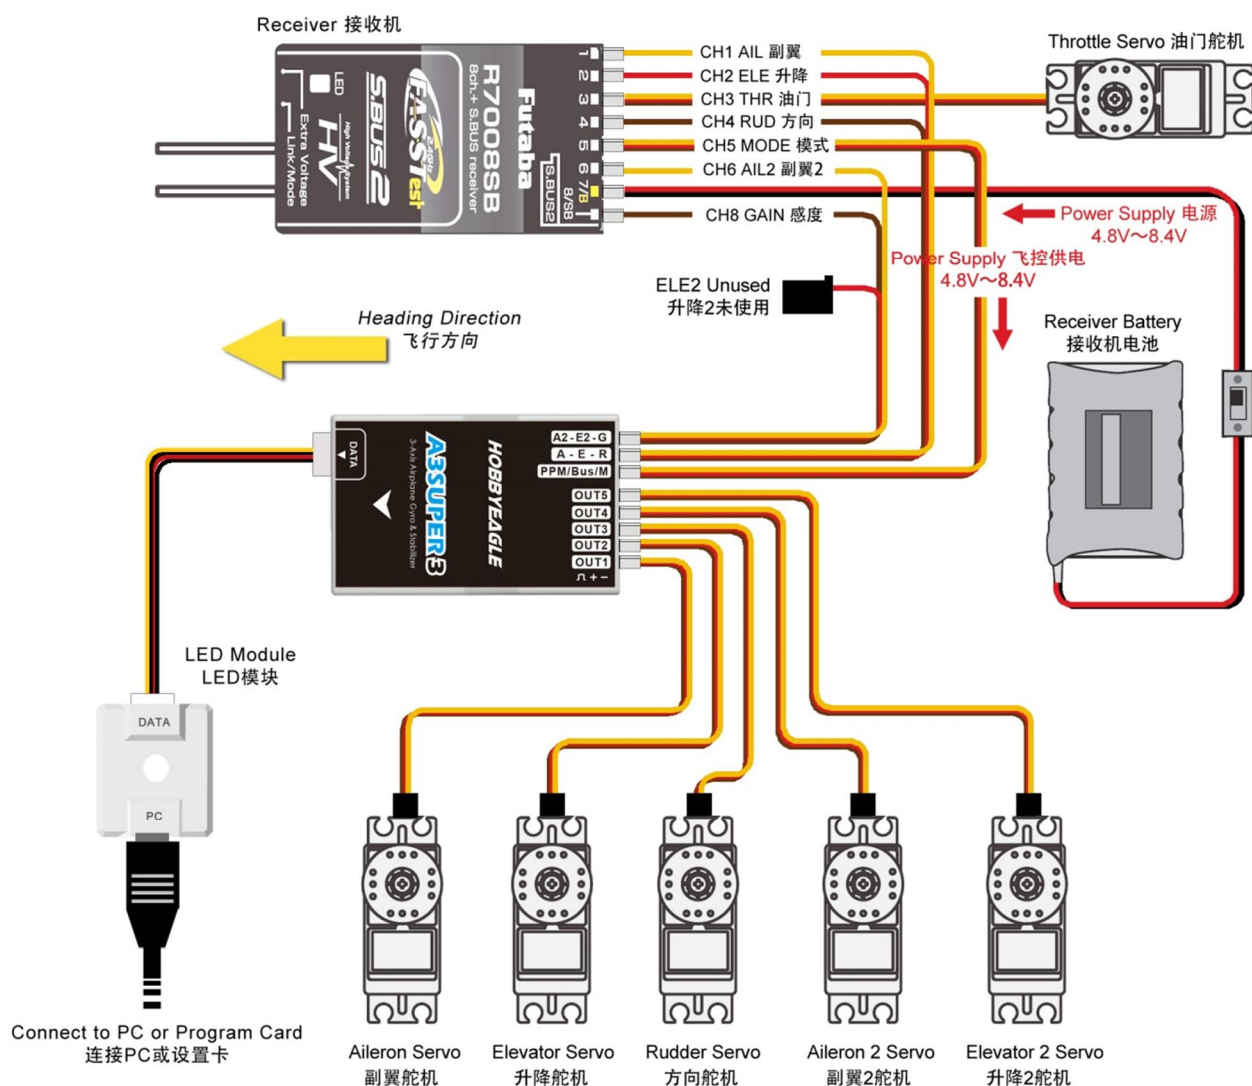 Receiver 接收机
1
2
3
4
5
6
7/B
8/SB
S.BUS2
Futaba
R7008SB
8ch.+ S.BUS receiver
2.4GHz
FASSTest
SBUS2
High Voltage System
HV
LED
Extra Voltage
Link/Mode
CH1 AIL 副翼
CH2 ELE 升降
CH3 THR 油门
CH4 RUD 方向
CH5 MODE 模式
CH6 AIL2 副翼2
CH8 GAIN 感度
Throttle Servo 油门舵机
Power Supply 电源
4.8V～8.4V
Power Supply 飞控供电
4.8V～8.4V
ELE2 Unused
升降2未使用
Heading Direction
飞行方向
Receiver Battery
接收机电池
DATA
A3SUPER3
3-Axis Airplane Gyro & Stabilizer
HOBBYEAGLE
A2-E2-G
A - E - R
PPM/Bus/M
OUT5
OUT4
OUT3
OUT2
OUT1
+ −
LED Module
LED模块
DATA
PC
Connect to PC or Program Card
连接PC或设置卡
Aileron Servo
副翼舵机
Elevator Servo
升降舵机
Rudder Servo
方向舵机
Aileron 2 Servo
副翼2舵机
Elevator 2 Servo
升降2舵机